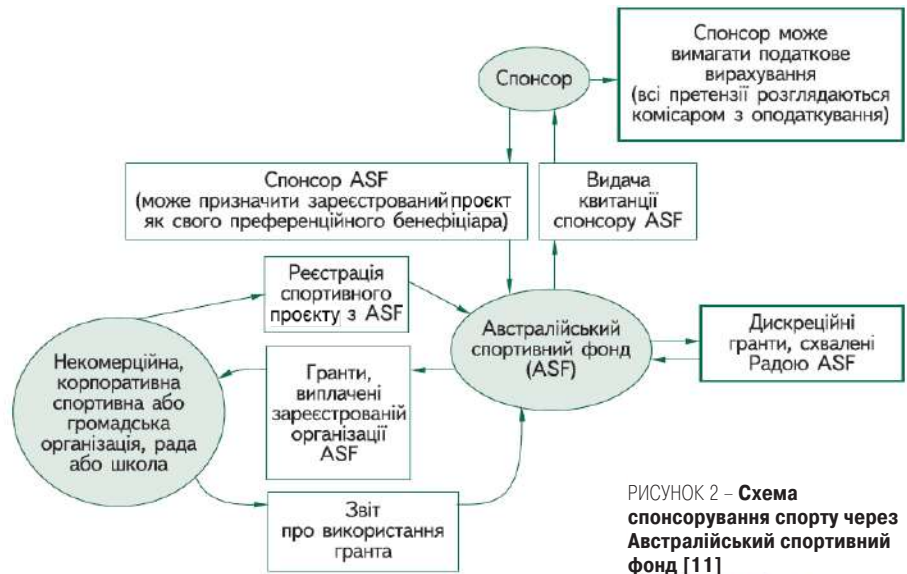 Спонсор може
вимагати податкове
вирахування
(всі претензії розглядаються
комісаром з оподаткування)
Спонсор
Спонсор ASF
(може призначити зареєстрований проєкт
як свого преференційного бенефіціара)
Видача
квитанції
спонсору ASF
Реєстрація
спортивного
проєкту з ASF
Австралійський
спортивний фонд
(ASF)
Дискреційні
гранти, схвалені
Радою ASF
Некомерційна,
корпоративна
спортивна або
громадська
організація, рада
або школа
Гранти,
виплачені
зареєстрованій
організації
ASF
Звіт
про використання
гранта
РИСУНОК 2 – Схема
спонсорування спорту через
Австралійський спортивний
фонд [11]